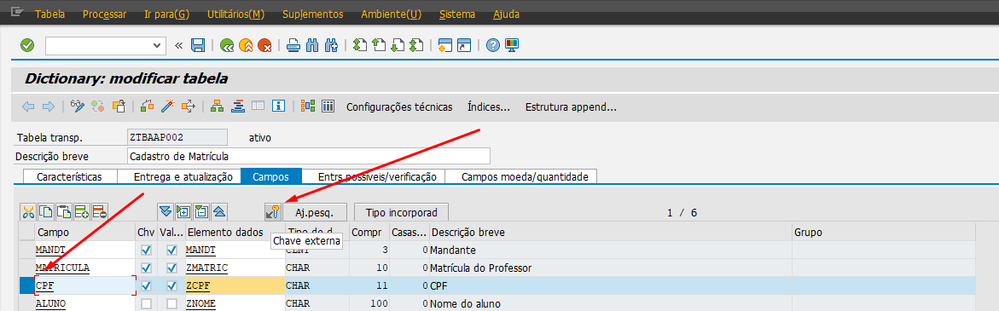 Tabela Processar Ir para(G) Utilitários(M) Suplementos Ambiente(U) Sistema Ajuda
Dictionary: modificar tabela
Configurações técnicas Índices... Estrutura append...
Tabela transp. ZTBAAP002 ativo
Descrição breve Cadastro de Matrícula
Características Entrega e atualização Campos Entrs.possíveis/verificação Campos moeda/quantidade
Aj.pesq. Tipo incorporad 1 / 6
Campo Chv Val... Elemento dados Tipo de d... Compr Casas... Descrição breve Grupo
Chave externa
MANDT MANDT CLNT 3 0 Mandante
MATRICULA ZMATRIC CHAR 10 0 Matrícula do Professor
CPF ZCPF CHAR 11 0 CPF
ALUNO ZNOME CHAR 100 0 Nome do aluno